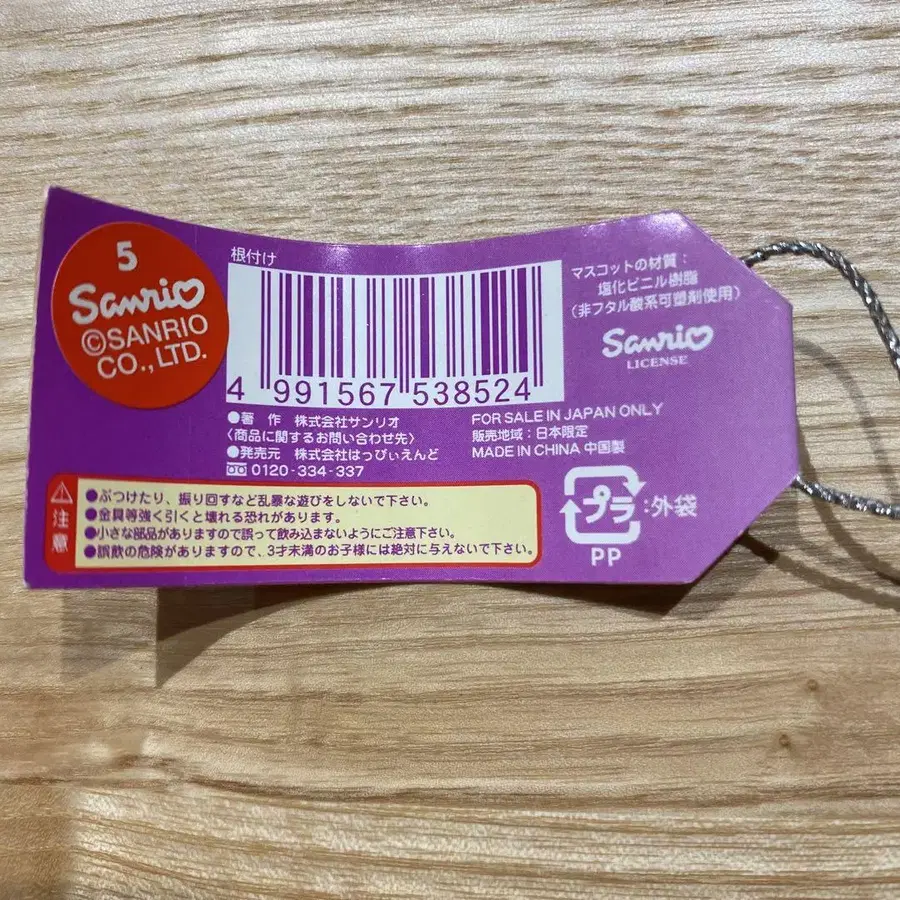 5
Sanrio
©SANRIO
CO.,LTD.
根付け
4 991567 538524
●著 作 株式会社サンリオ
〈商品に関するお問い合わせ先〉
●発売元 株式会社はっぴぃえんど
0120-334-337
マスコットの材質：
塩化ビニル樹脂
(非フタル酸系可塑剤使用)
Sanrio
LICENSE
FOR SALE IN JAPAN ONLY
販売地域：日本限定
MADE IN CHINA 中国製
注意
●ぶつけたり、振り回すなど乱暴な遊びをしないで下さい。
●金具等強く引くと壊れる恐れがあります。
●小さな部品がありますので誤って飲み込まないようにご注意下さい。
●誤飲の危険がありますので、3才未満のお子様には絶対に与えないで下さい。
プラ：外袋
PP